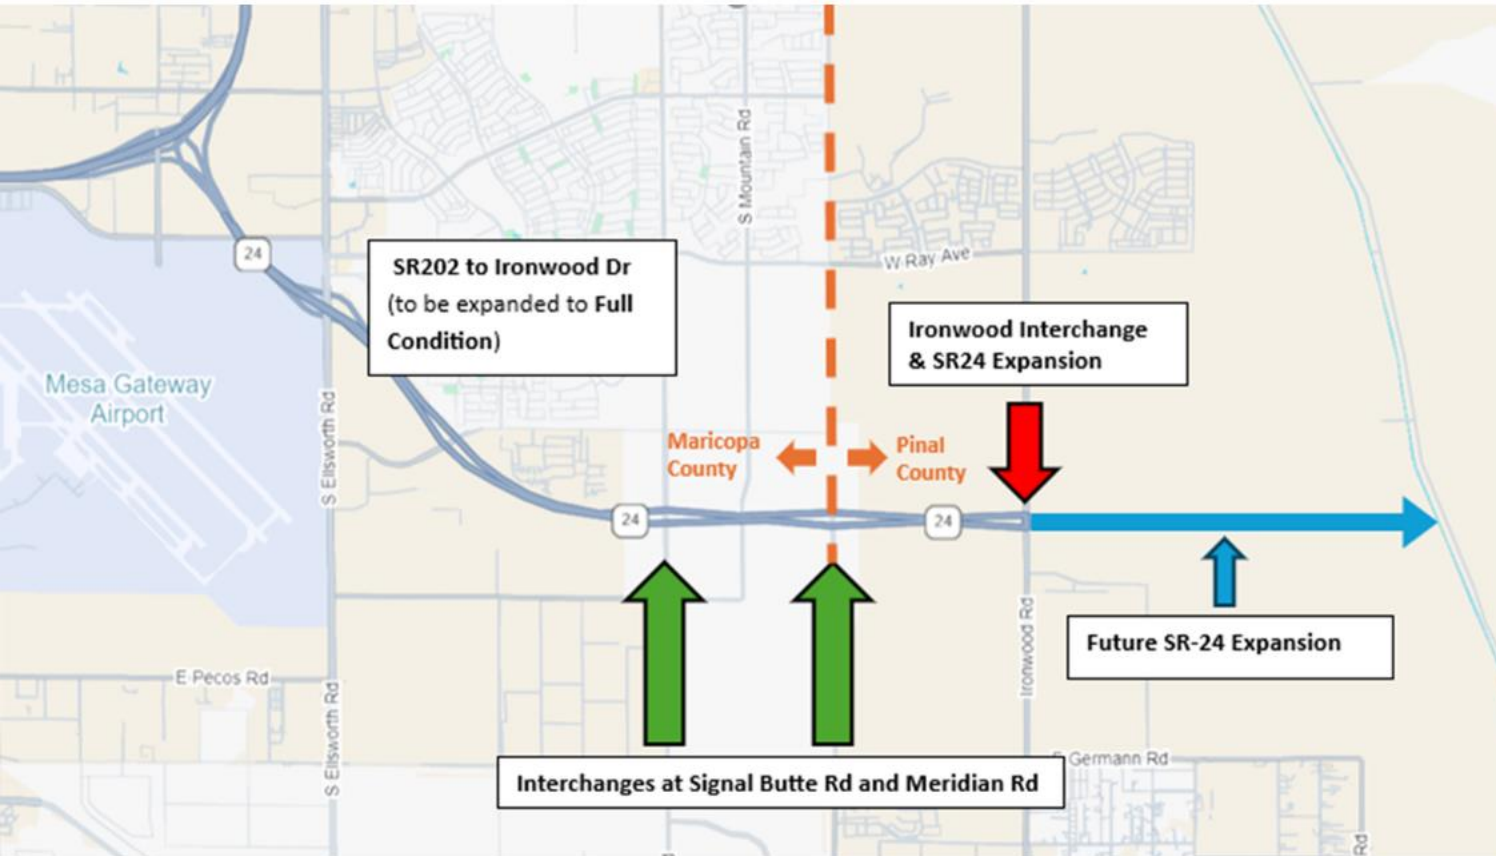 S Mountain Rd
24
SR202 to Ironwood Dr
(to be expanded to Full
Condition)
W Ray Ave
Ironwood Interchange
& SR24 Expansion
Mesa Gateway
Airport
S Ellsworth Rd
Maricopa
County
Pinal
County
24
24
Future SR-24 Expansion
Ironwood Rd
E Pecos Rd
S Ellsworth Rd
Interchanges at Signal Butte Rd and Meridian Rd
Germann Rd
Rd